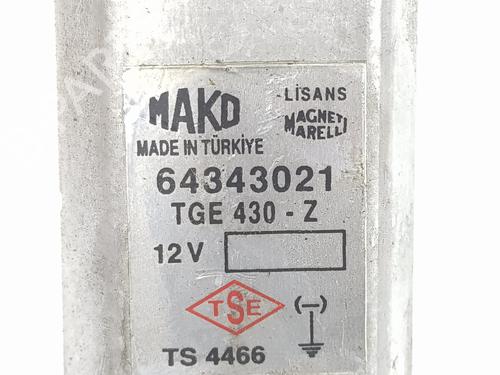 MAKO
LİSANS
MAGNETI
MARELLI
MADE IN TÜRKİYE
64343021
TGE 430 - Z
12 V
TSE
(-)
TS 4466